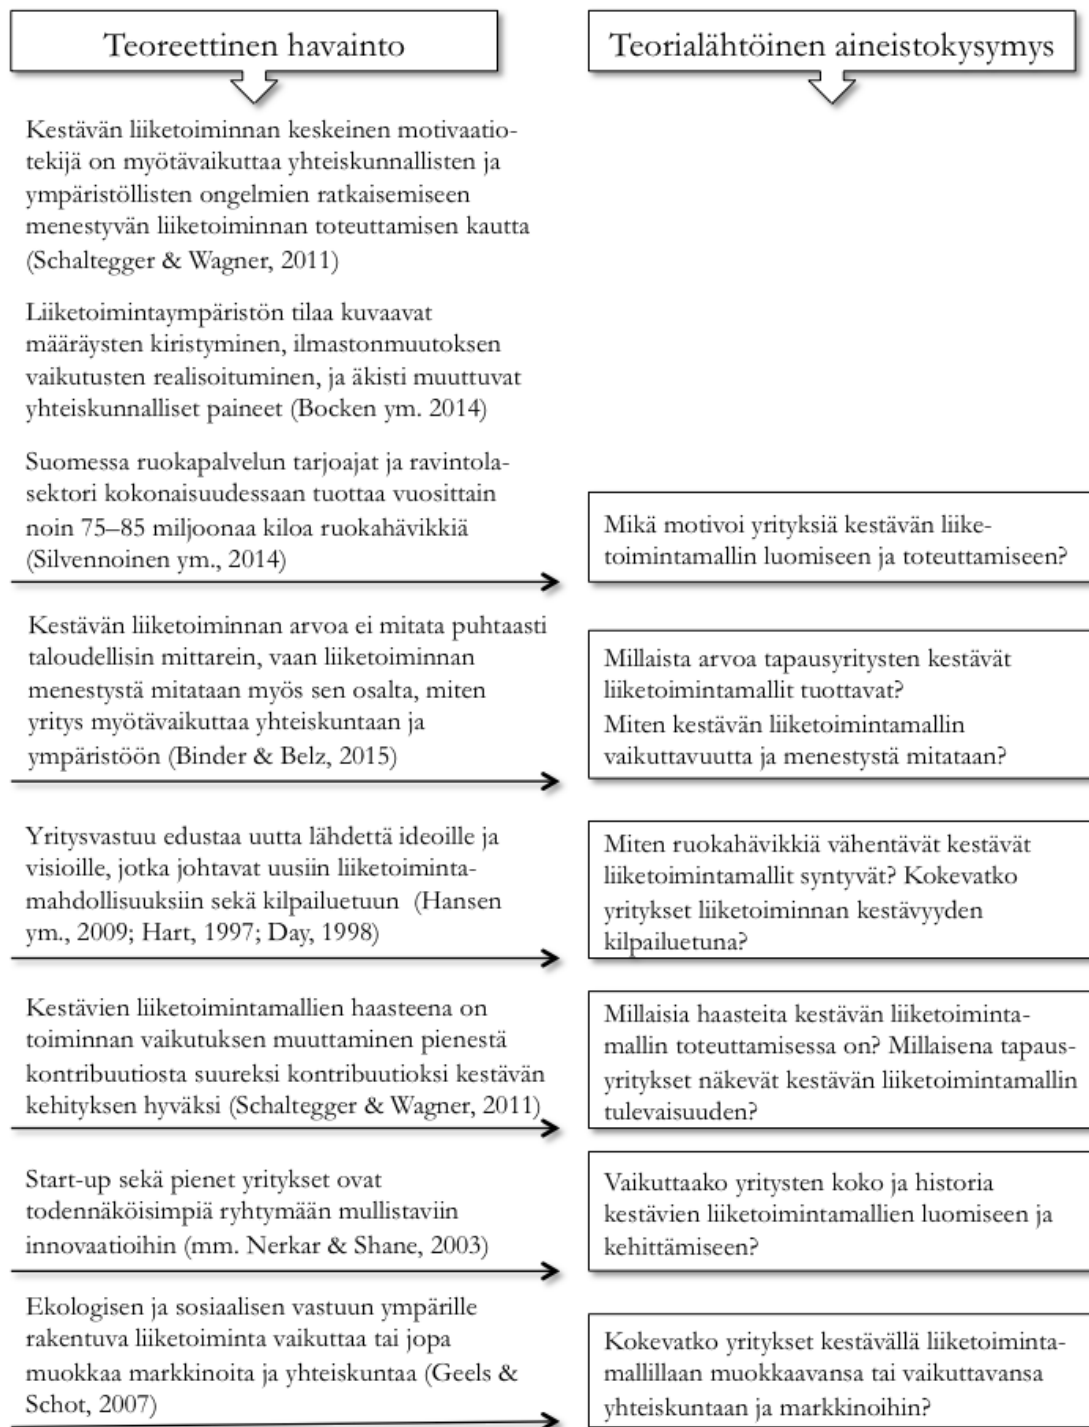 Teoreettinen havainto
Teorialähtöinen aineistokysymys
Kestävän liiketoiminnan keskeinen motivaatio-
tekijä on myötävaikuttaa yhteiskunnallisten ja
ympäristöllisten ongelmien ratkaisemiseen
menestyvän liiketoiminnan toteuttamisen kautta
(Schaltegger & Wagner, 2011)
Liiketoimintaympäristön tilaa kuvaavat
määräysten kiristyminen, ilmastonmuutoksen
vaikutusten realisoituminen, ja äkisti muuttuvat
yhteiskunnalliset paineet (Bocken ym. 2014)
Suomessa ruokapalvelun tarjoajat ja ravintola-
sektori kokonaisuudessaan tuottaa vuosittain
noin 75–85 miljoonaa kiloa ruokahävikkiä
(Silvennoinen ym., 2014)
Mikä motivoi yrityksiä kestävän liike-
toimintamallin luomiseen ja toteuttamiseen?
Kestävän liiketoiminnan arvoa ei mitata puhtaasti
taloudellisin mittarein, vaan liiketoiminnan
menestystä mitataan myös sen osalta, miten
yritys myötävaikuttaa yhteiskuntaan ja
ympäristöön (Binder & Belz, 2015)
Millaista arvoa tapausyritysten kestävät
liiketoimintamallit tuottavat?
Miten kestävän liiketoimintamallin
vaikuttavuutta ja menestystä mitataan?
Yritysvastuu edustaa uutta lähdettä ideoille ja
visioille, jotka johtavat uusiin liiketoiminta-
mahdollisuuksiin sekä kilpailuetuun (Hansen
ym., 2009; Hart, 1997; Day, 1998)
Miten ruokahävikkiä vähentävät kestävät
liiketoimintamallit syntyvät? Kokevatko
yritykset liiketoiminnan kestävyyden
kilpailuetuna?
Kestävien liiketoimintamallien haasteena on
toiminnan vaikutuksen muuttaminen pienestä
kontribuutiosta suureksi kontribuutioksi kestävän
kehityksen hyväksi (Schaltegger & Wagner, 2011)
Millaisia haasteita kestävän liiketoiminta-
mallin toteuttamisessa on? Millaisena tapaus-
yritykset näkevät kestävän liiketoimintamallin
tulevaisuuden?
Start-up sekä pienet yritykset ovat
todennäköisimpiä ryhtymään mullistaviin
innovaatioihin (mm. Nerkar & Shane, 2003)
Vaikuttaako yritysten koko ja historia
kestävien liiketoimintamallien luomiseen ja
kehittämiseen?
Ekologisen ja sosiaalisen vastuun ympärille
rakentuva liiketoiminta vaikuttaa tai jopa
muokkaa markkinoita ja yhteiskuntaa (Geels &
Schot, 2007)
Kokevatko yritykset kestävällä liiketoiminta-
mallillaan muokkaavansa tai vaikuttavansa
yhteiskuntaan ja markkinoihin?